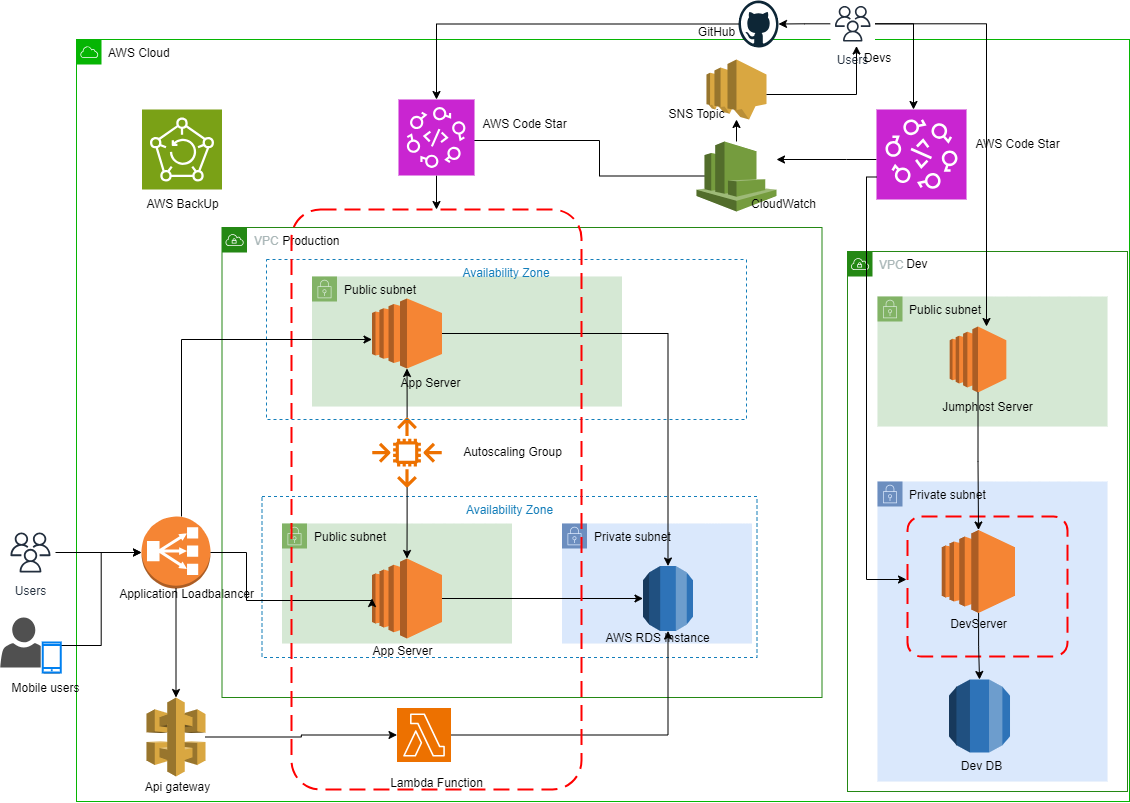 GitHub
Users
Devs
AWS Cloud
SNS Topic
AWS Code Star
AWS Code Star
AWS BackUp
CloudWatch
VPC Production
VPC Dev
Availability Zone
Public subnet
Public subnet
App Server
Jumphost Server
Autoscaling Group
Private subnet
Availability Zone
Public subnet
Private subnet
Users
Application Loadbalancer
DevServer
App Server
AWS RDS Instance
Mobile users
Dev DB
Api gateway
Lambda Function